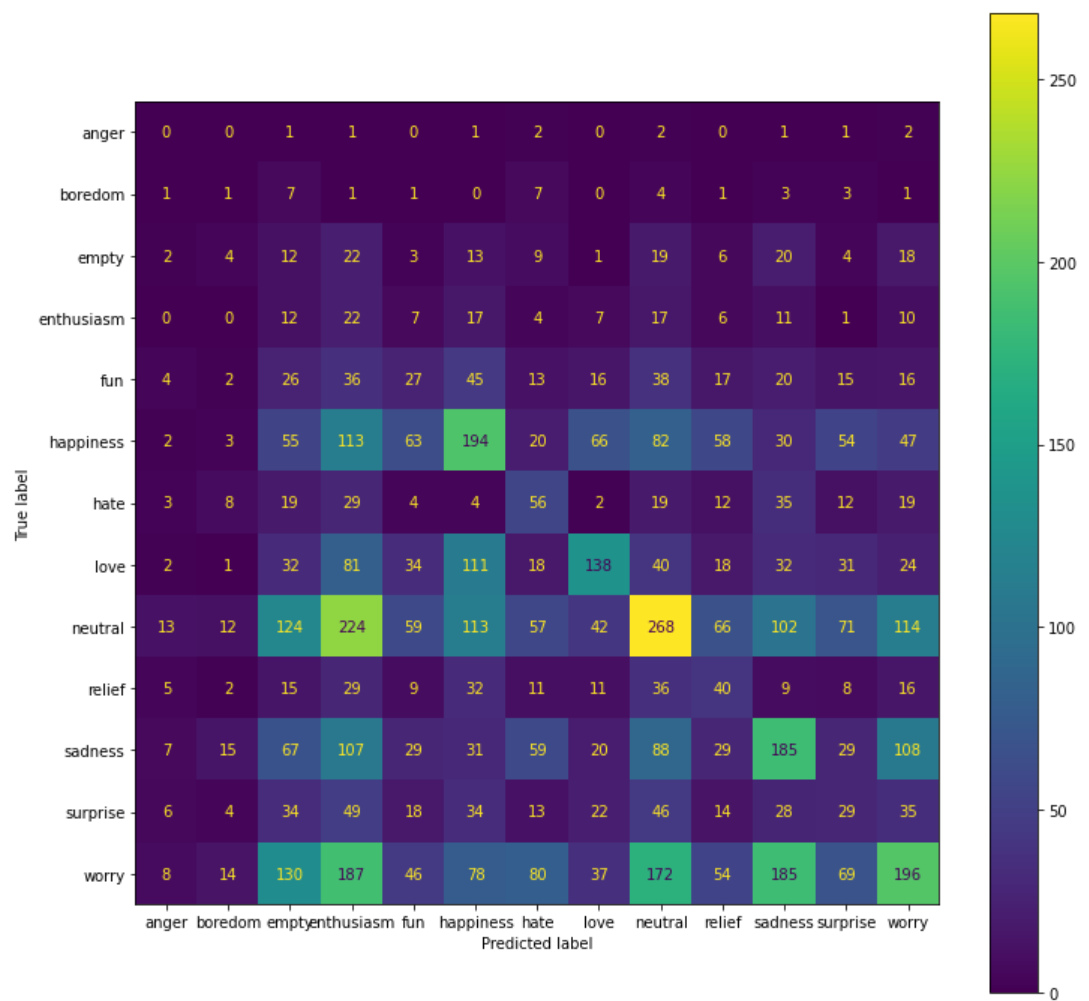 anger 0 0 1 1 0 1 2 0 2 0 1 1 2
boredom 1 1 7 1 1 0 7 0 4 1 3 3 1
empty 2 4 12 22 3 13 9 1 19 6 20 4 18
enthusiasm 0 0 12 22 7 17 4 7 17 6 11 1 10
fun 4 2 26 36 27 45 13 16 38 17 20 15 16
happiness 2 3 55 113 63 194 20 66 82 58 30 54 47
hate 3 8 19 29 4 4 56 2 19 12 35 12 19
love 2 1 32 81 34 111 18 138 40 18 32 31 24
neutral 13 12 124 224 59 113 57 42 268 66 102 71 114
relief 5 2 15 29 9 32 11 11 36 40 9 8 16
sadness 7 15 67 107 29 31 59 20 88 29 185 29 108
surprise 6 4 34 49 18 34 13 22 46 14 28 29 35
worry 8 14 130 187 46 78 80 37 172 54 185 69 196
True label
anger boredom empty enthusiasm fun happiness hate love neutral relief sadness surprise worry
Predicted label
250
200
150
100
50
0